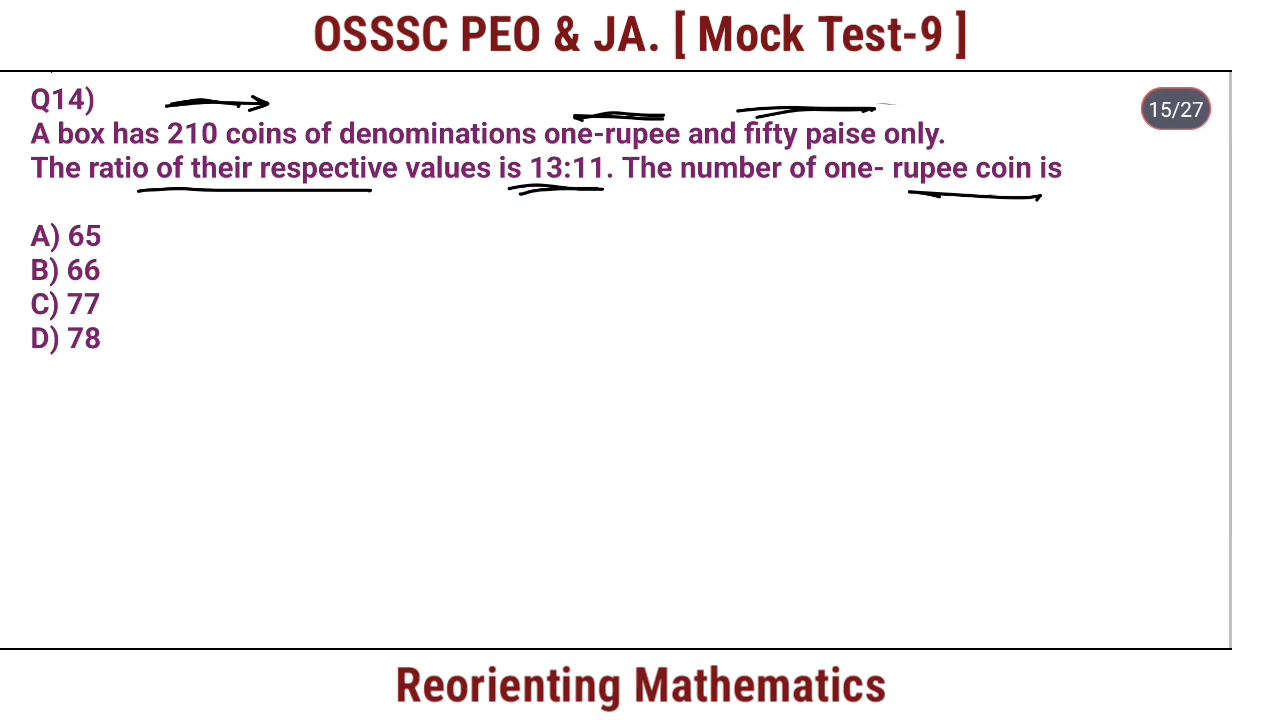 OSSSC PEO & JA. [ Mock Test-9 ]
Q14)
15/27
A box has 210 coins of denominations one-rupee and fifty paise only.
The ratio of their respective values is 13:11. The number of one- rupee coin is
A) 65
B) 66
C) 77
D) 78
Reorienting Mathematics